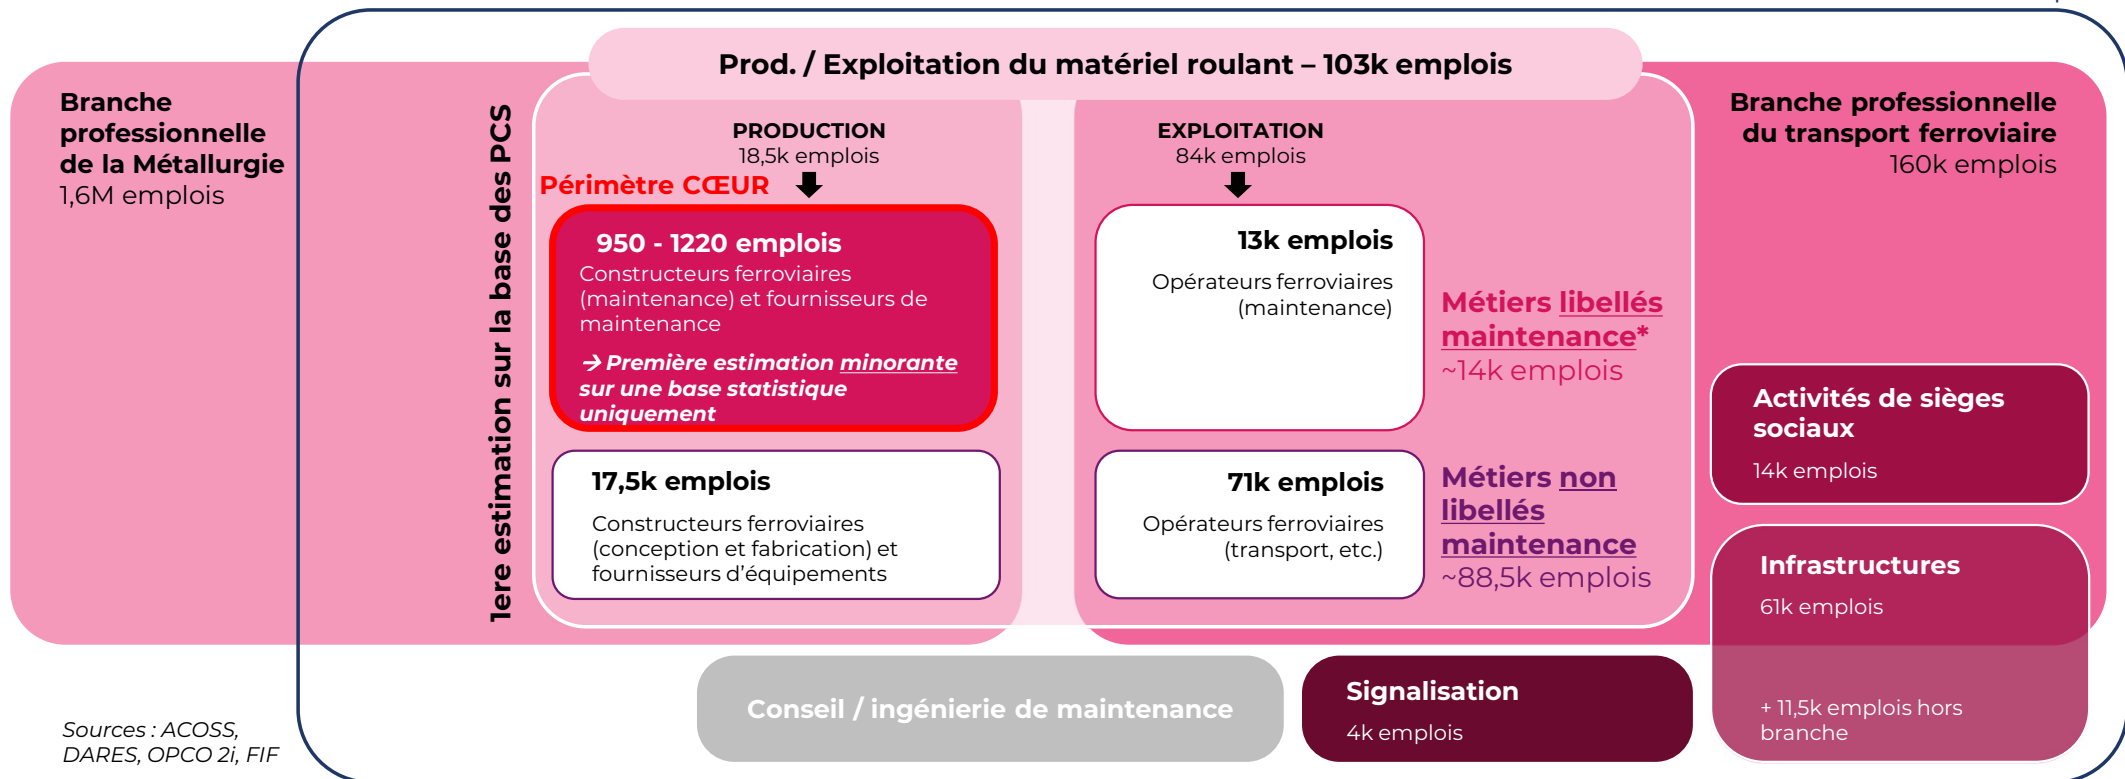 Prod. / Exploitation du matériel roulant – 103k emplois
Branche
professionnelle
de la Métallurgie
1,6M emplois
1ere estimation sur la base des PCS
PRODUCTION
18,5k emplois
Périmètre CŒUR
950 - 1220 emplois
Constructeurs ferroviaires
(maintenance) et fournisseurs de
maintenance
→ Première estimation minorante
sur une base statistique
uniquement
17,5k emplois
Constructeurs ferroviaires
(conception et fabrication) et
fournisseurs d’équipements
EXPLOITATION
84k emplois
13k emplois
Opérateurs ferroviaires
(maintenance)
71k emplois
Opérateurs ferroviaires
(transport, etc.)
Métiers libellés
maintenance*
~14k emplois
Métiers non
libellés
maintenance
~88,5k emplois
Branche professionnelle
du transport ferroviaire
160k emplois
Activités de sièges
sociaux
14k emplois
Infrastructures
61k emplois
+ 11,5k emplois hors
branche
Conseil / ingénierie de maintenance
Signalisation
4k emplois
Sources : ACOSS,
DARES, OPCO 2i, FIF